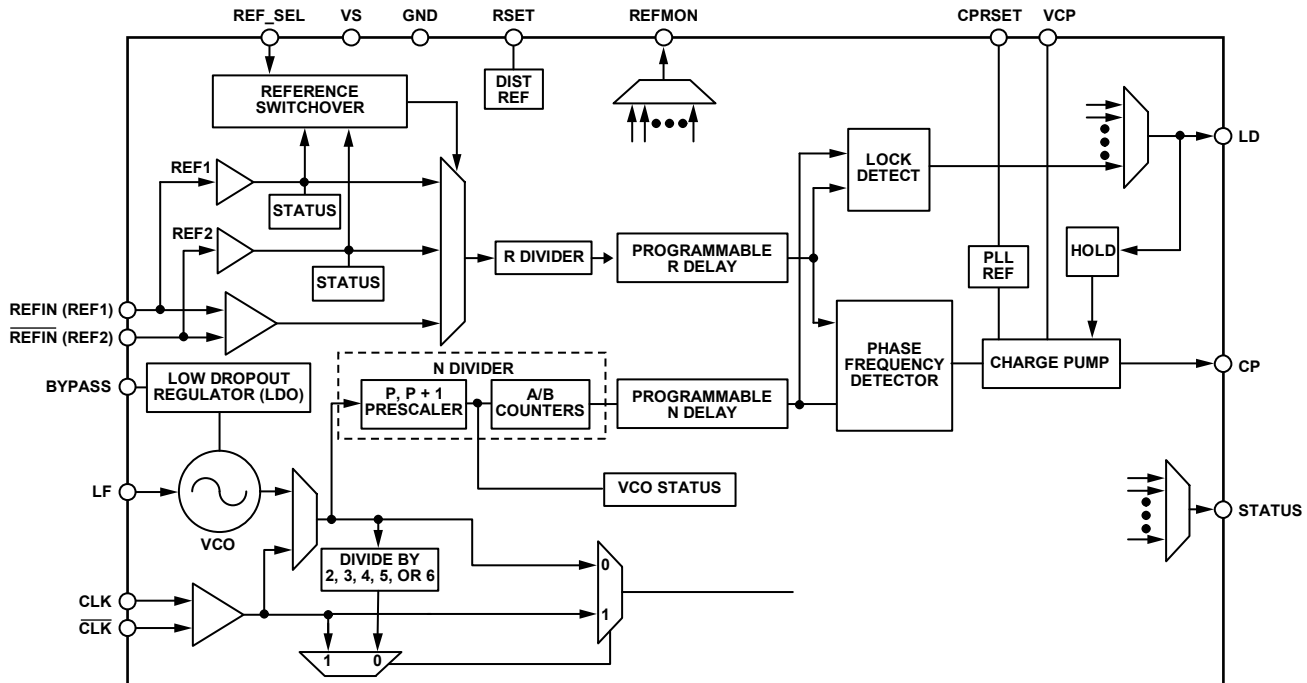 REF_SEL
VS
GND
RSET
REFMON
CPRSET
VCP
DIST
REF
REFERENCE
SWITCHOVER
LD
LOCK
DETECT
REF1
STATUS
REF2
STATUS
R DIVIDER
PROGRAMMABLE
R DELAY
PLL
REF
HOLD
REFIN (REF1)
REFIN (REF2)
PHASE
FREQUENCY
DETECTOR
CHARGE PUMP
CP
BYPASS
LOW DROPOUT
REGULATOR (LDO)
N DIVIDER
P, P + 1
PRESCALER
A/B
COUNTERS
PROGRAMMABLE
N DELAY
LF
VCO
VCO STATUS
STATUS
DIVIDE BY
2, 3, 4, 5, OR 6
0
1
CLK
CLK
1
0